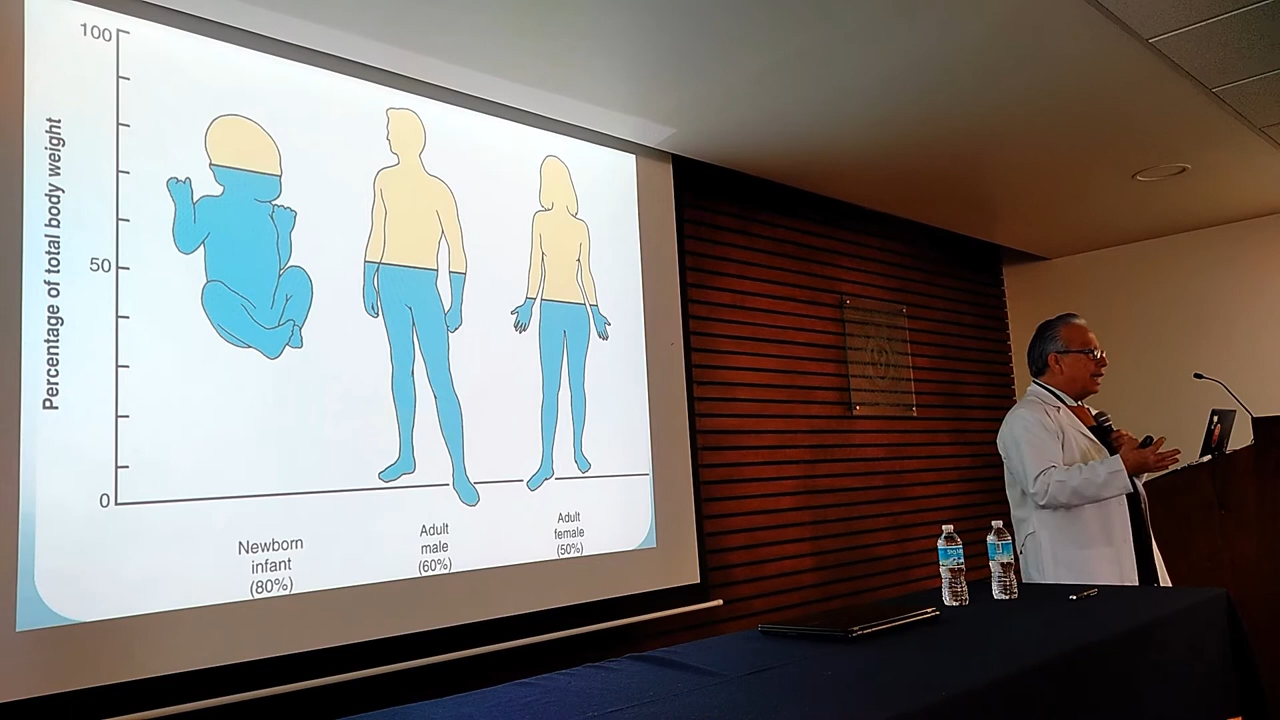 100
50
0
Percentage of total body weight
Newborn
infant
(80%)
Adult
male
(60%)
Adult
female
(50%)